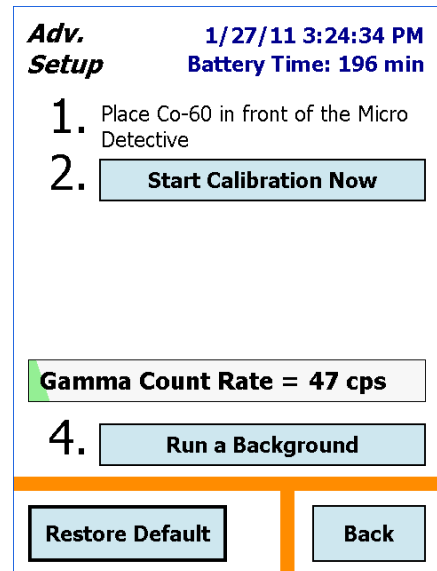 Adv. 1/27/11 3:24:34 PM
Setup Battery Time: 196 min
1. Place Co-60 in front of the Micro
Detective
2. Start Calibration Now
Gamma Count Rate = 47 cps
4. Run a Background
Restore Default Back